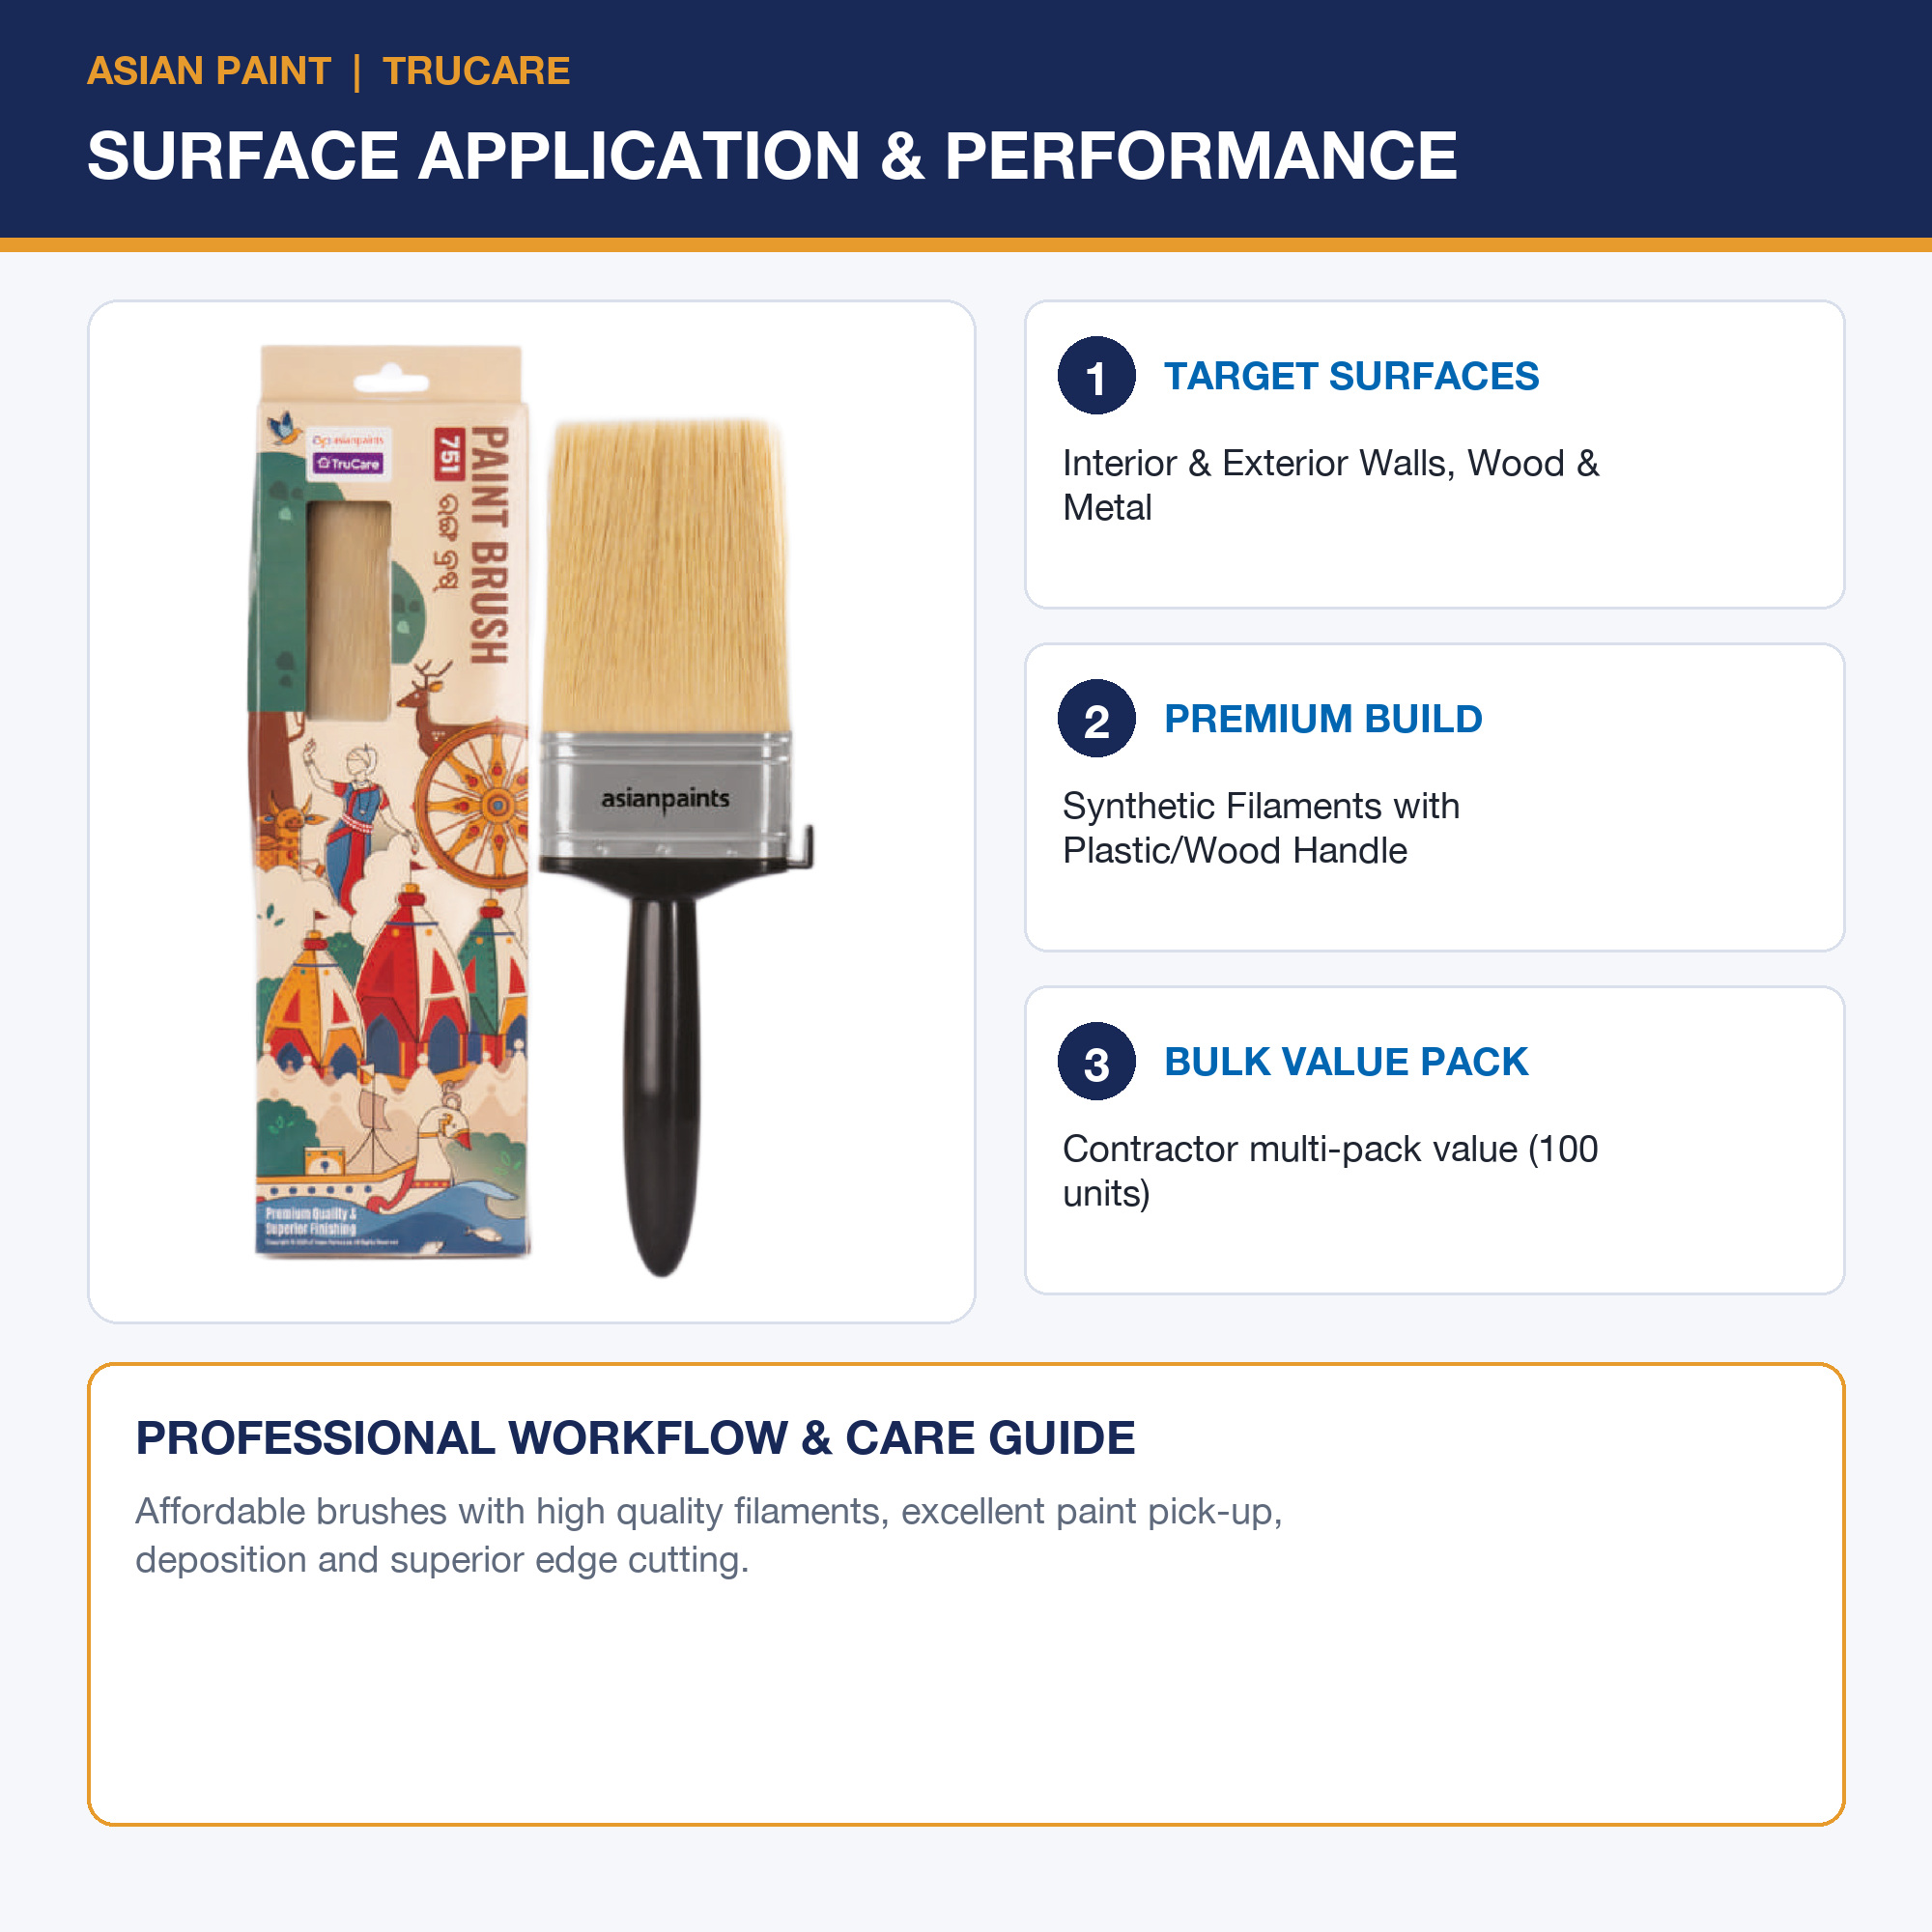 ASIAN PAINT | TRUCARE
SURFACE APPLICATION & PERFORMANCE
asianpaints
TruCare
751
PAINT BRUSH
ପେଣ୍ଟ ବ୍ରଶ୍
asianpaints
Premium Quality &
Superior Finishing
1 TARGET SURFACES
Interior & Exterior Walls, Wood &
Metal
2 PREMIUM BUILD
Synthetic Filaments with
Plastic/Wood Handle
3 BULK VALUE PACK
Contractor multi-pack value (100
units)
PROFESSIONAL WORKFLOW & CARE GUIDE
Affordable brushes with high quality filaments, excellent paint pick-up,
deposition and superior edge cutting.